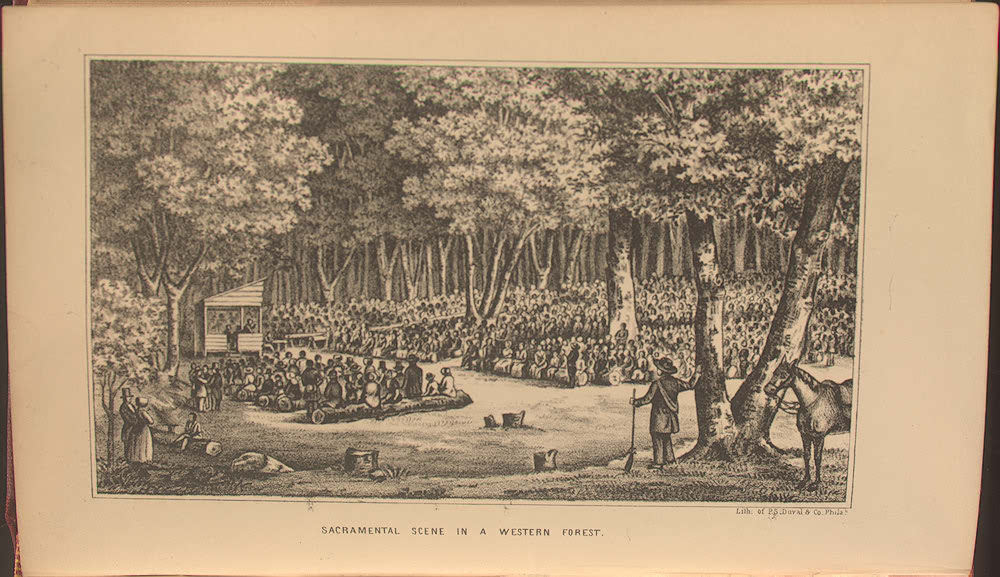 Lith: of P.S. Duval & Co. Phila.
SACRAMENTAL SCENE IN A WESTERN FOREST.